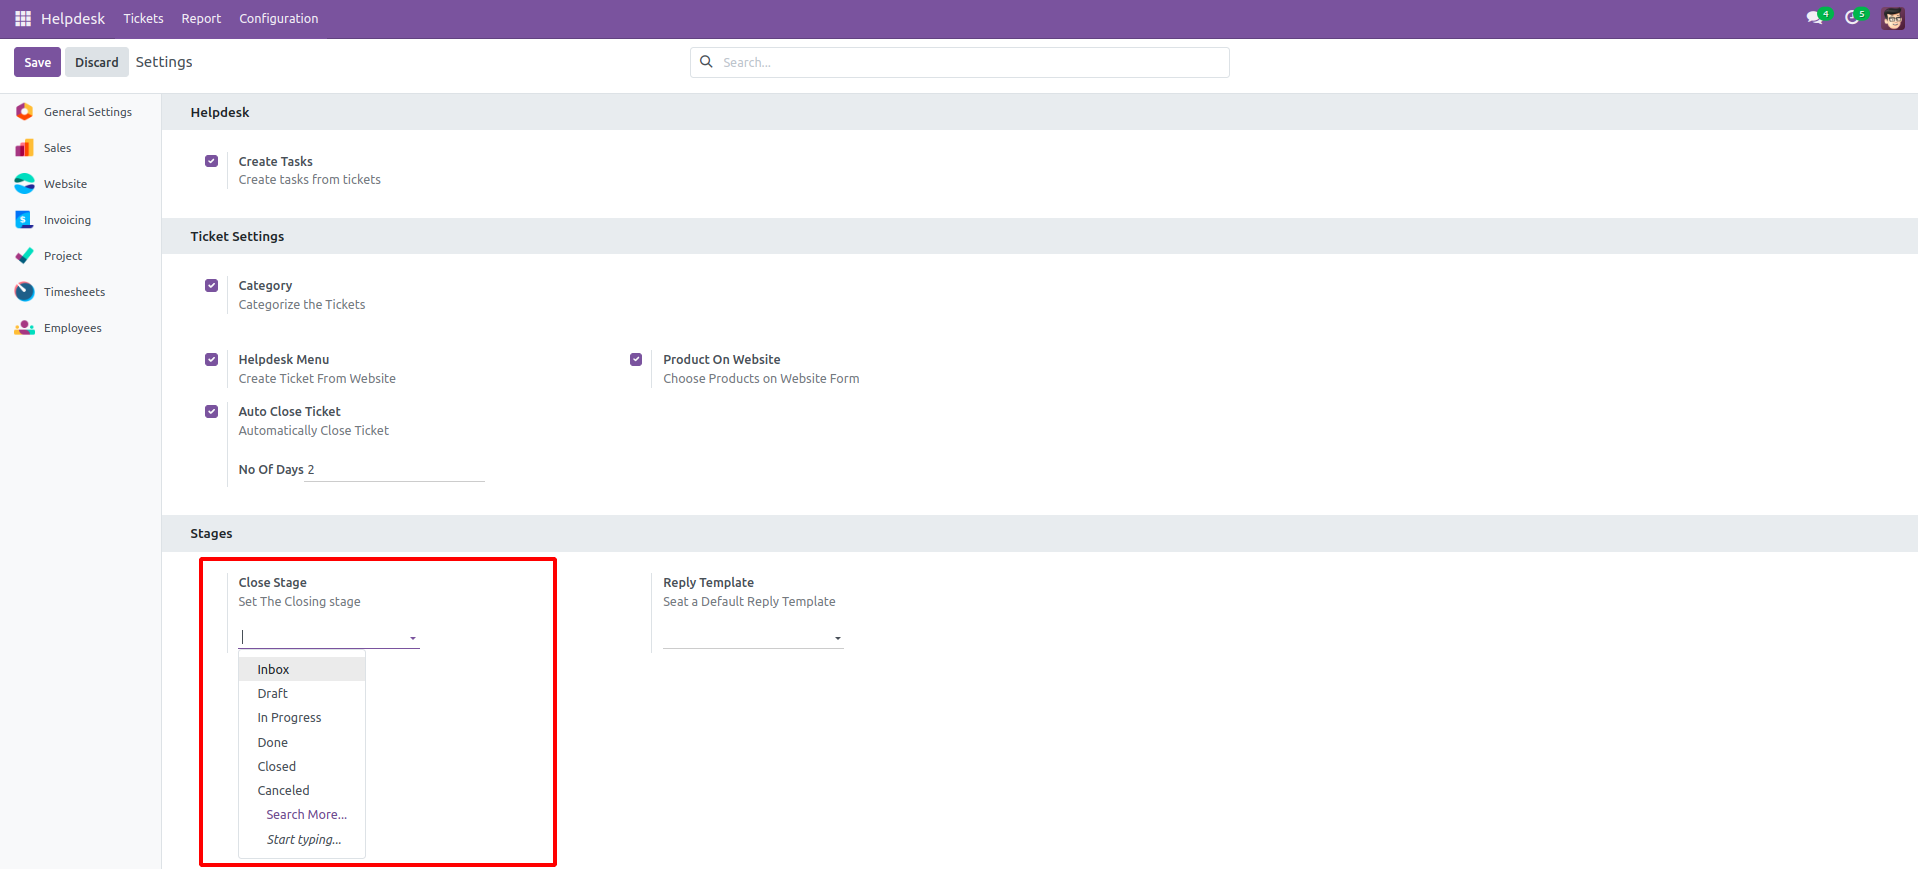 Helpdesk Tickets Report Configuration 4 5
Save Discard Settings Search...
General Settings
Sales
Website
Invoicing
Project
Timesheets
Employees
Helpdesk
Create Tasks
Create tasks from tickets
Ticket Settings
Category
Categorize the Tickets
Helpdesk Menu
Create Ticket From Website
Product On Website
Choose Products on Website Form
Auto Close Ticket
Automatically Close Ticket
No Of Days 2
Stages
Close Stage
Set The Closing stage
Reply Template
Seat a Default Reply Template
Inbox
Draft
In Progress
Done
Closed
Canceled
Search More...
Start typing...